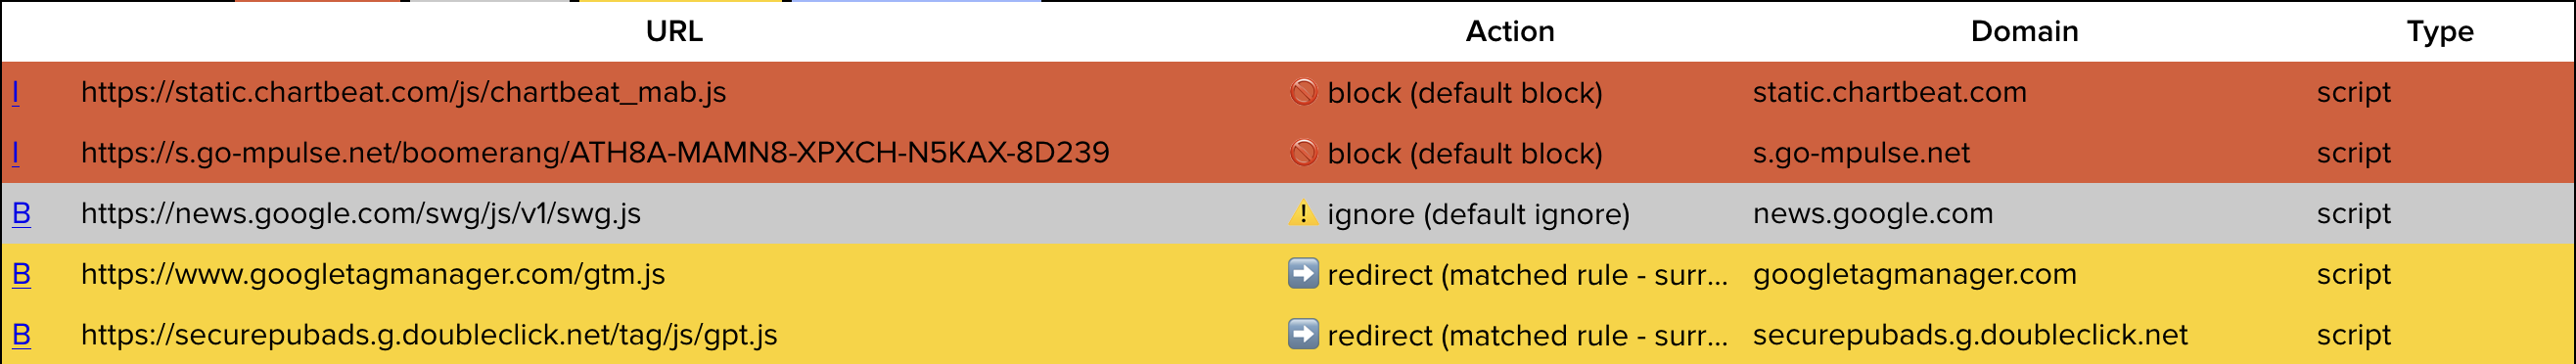 URL Action Domain Type
I https://static.chartbeat.com/js/chartbeat_mab.js 🚫 block (default block) static.chartbeat.com script
I https://s.go-mpulse.net/boomerang/ATH8A-MAMN8-XPXCH-N5KAX-8D239 🚫 block (default block) s.go-mpulse.net script
B https://news.google.com/swg/js/v1/swg.js ⚠️ ignore (default ignore) news.google.com script
B https://www.googletagmanager.com/gtm.js ➡️ redirect (matched rule - surr... googletagmanager.com script
B https://securepubads.g.doubleclick.net/tag/js/gpt.js ➡️ redirect (matched rule - surr... securepubads.g.doubleclick.net script